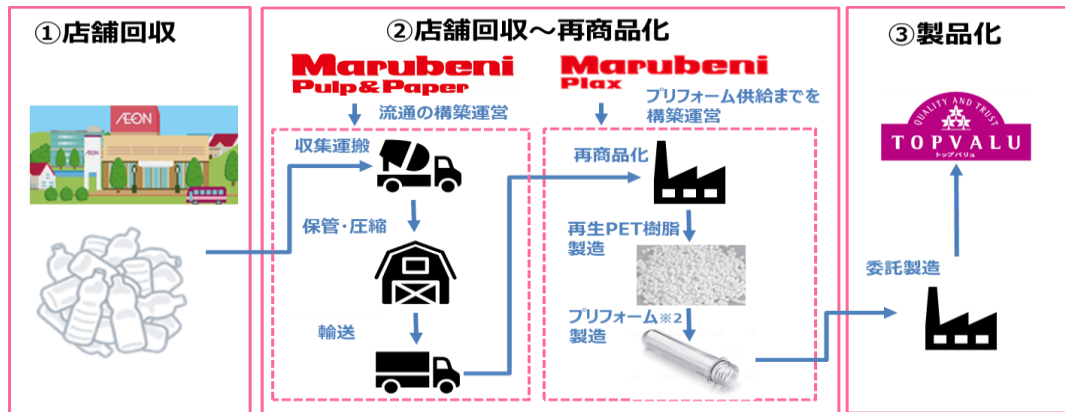 ①店舗回収
ÆON
ÆON
②店舗回収～再商品化
Marubeni
Pulp&Paper
流通の構築運営
収集運搬
保管・圧縮
輸送
Marubeni
Plax
プリフォーム供給までを
構築運営
再商品化
再生PET樹脂
製造
プリフォーム※2
製造
③製品化
QUALITY AND TRUST
TOPVALU
トップバリュ
委託製造